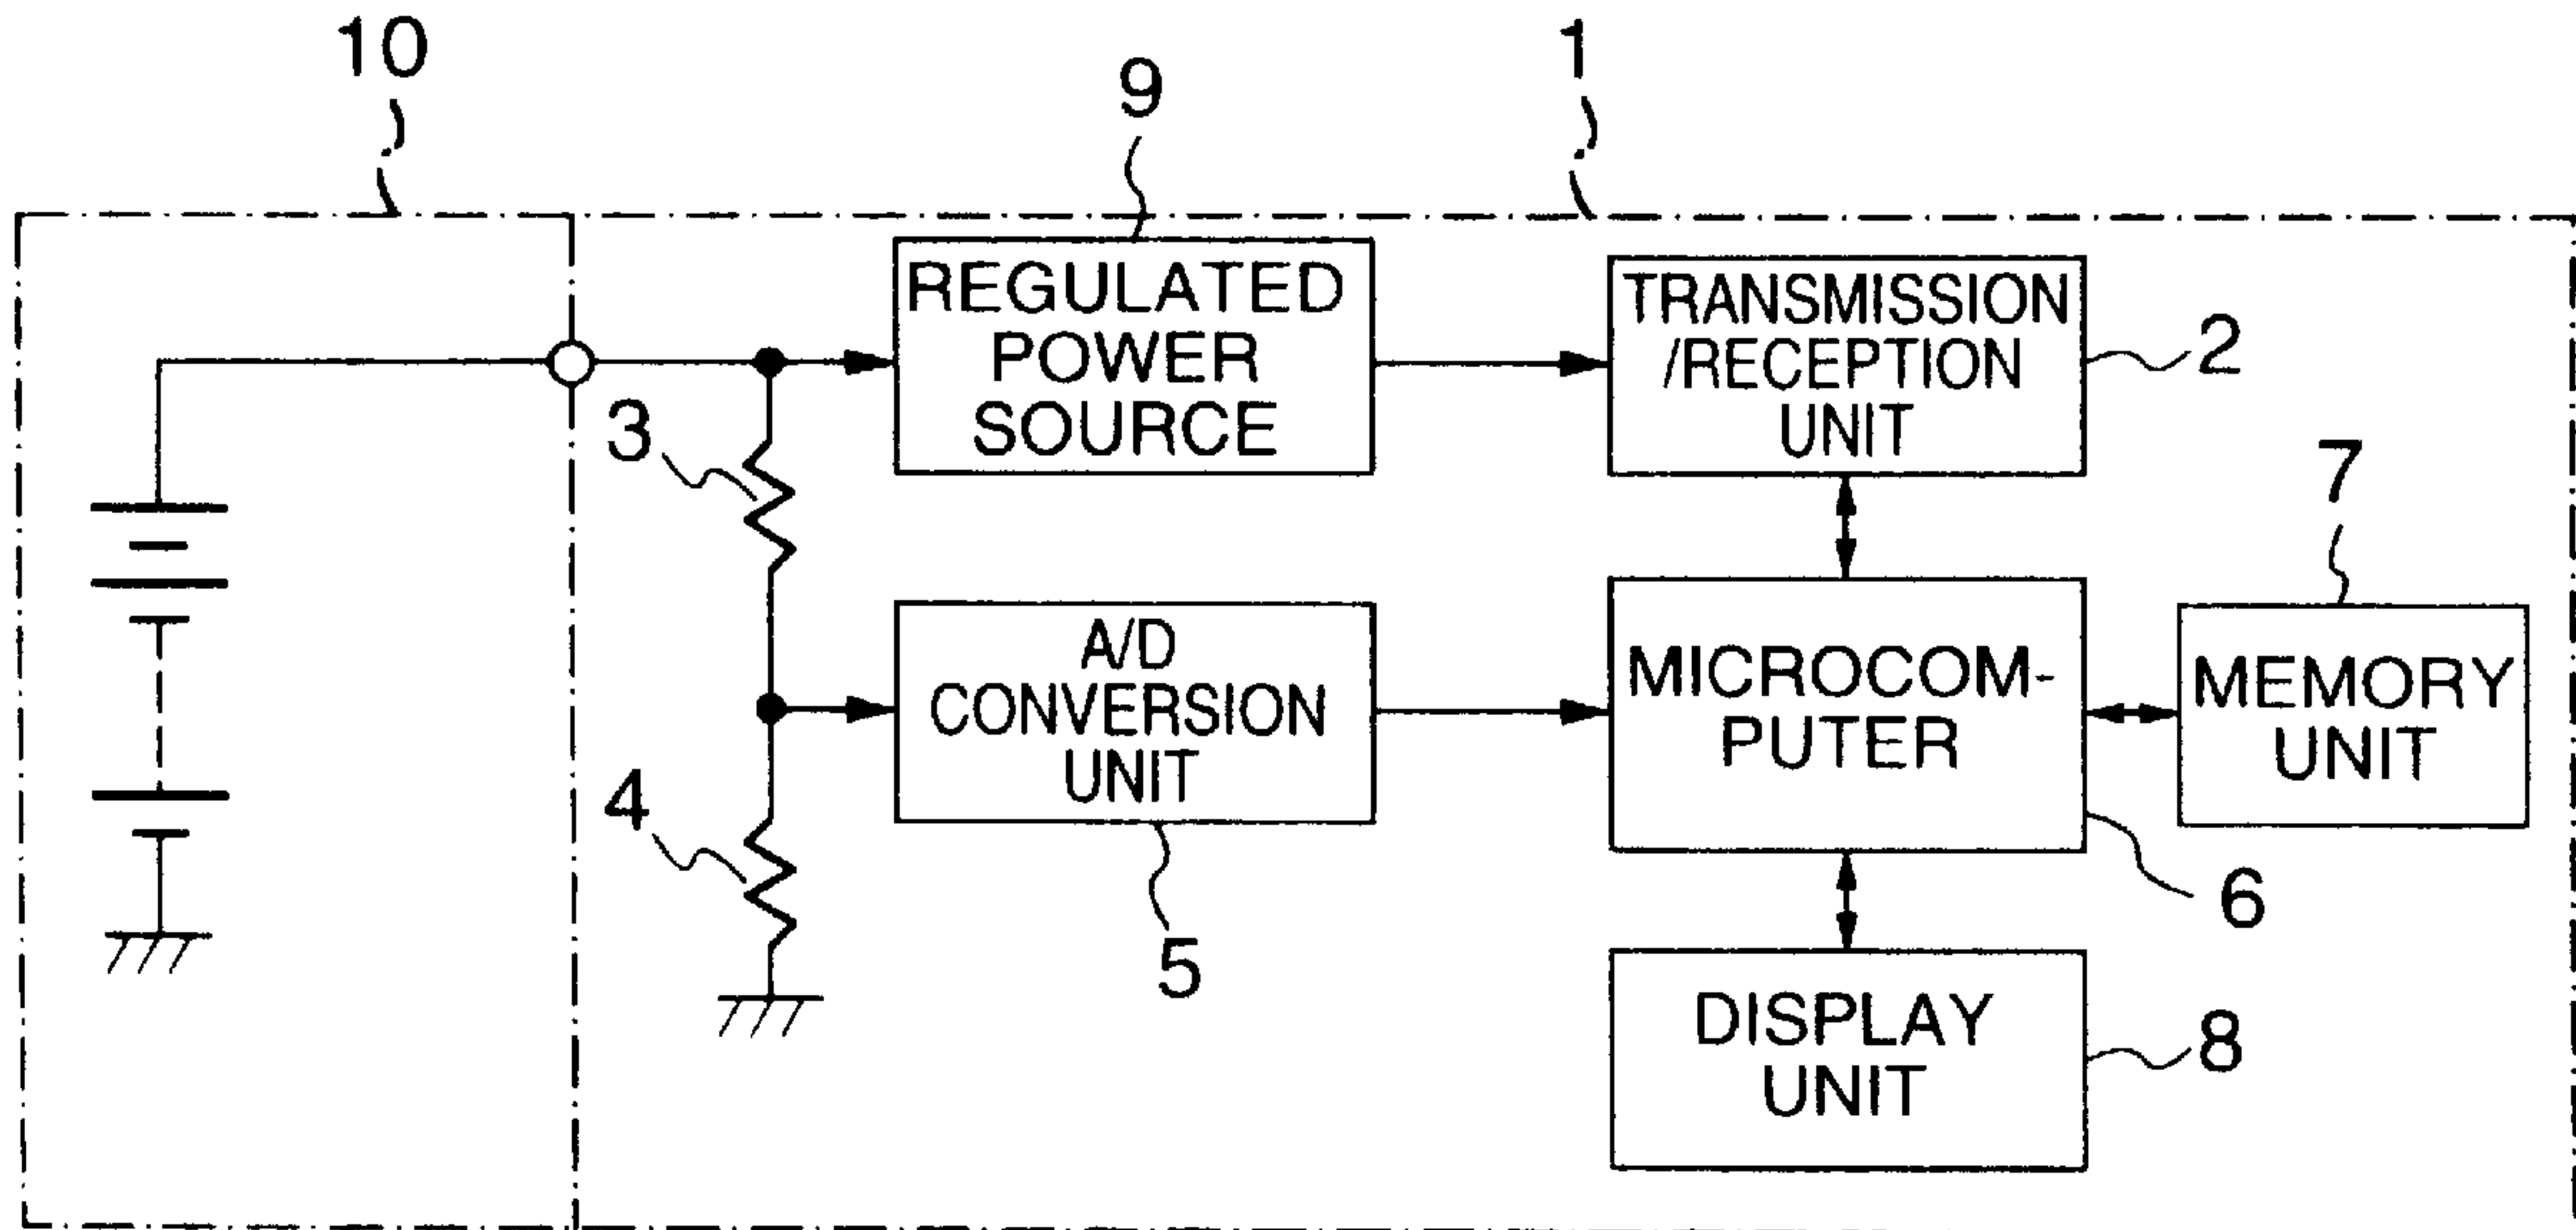 10
1
9
REGULATED
POWER
SOURCE
TRANSMISSION
/RECEPTION
UNIT
2
3
7
A/D
CONVERSION
UNIT
MICROCOM-
PUTER
MEMORY
UNIT
4
5
6
DISPLAY
UNIT
8